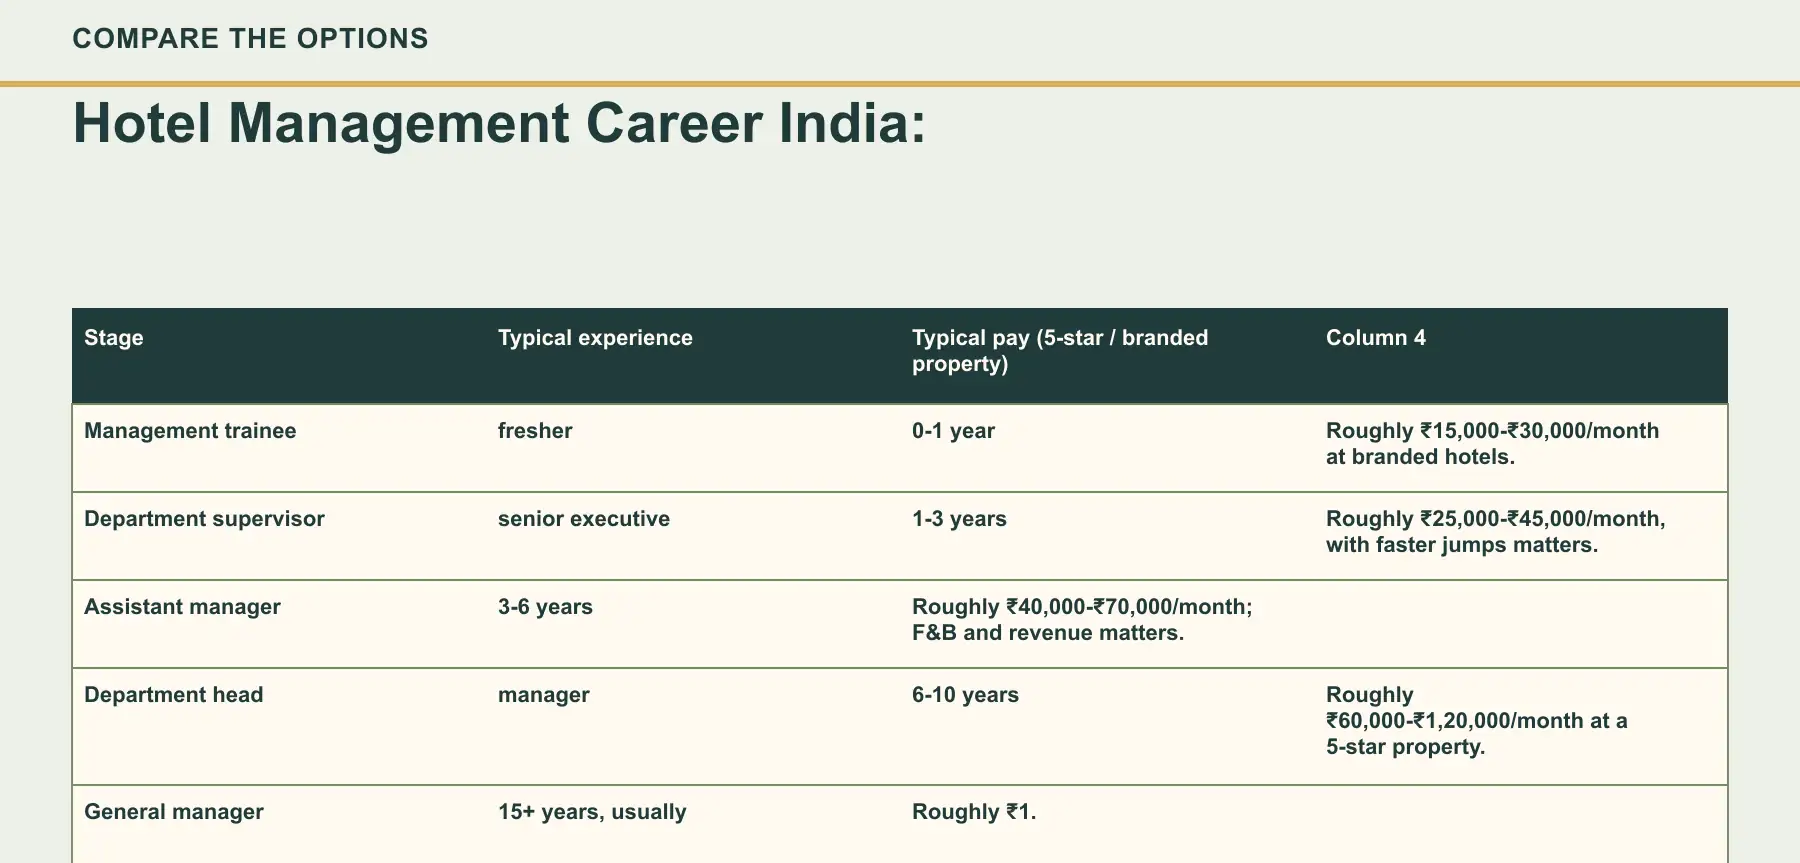 COMPARE THE OPTIONS
Hotel Management Career India:
Stage
Typical experience
Typical pay (5-star / branded
property)
Column 4
Management trainee
fresher
0-1 year
Roughly ₹15,000-₹30,000/month
at branded hotels.
Department supervisor
senior executive
1-3 years
Roughly ₹25,000-₹45,000/month,
with faster jumps matters.
Assistant manager
3-6 years
Roughly ₹40,000-₹70,000/month;
F&B and revenue matters.
Department head
manager
6-10 years
Roughly
₹60,000-₹1,20,000/month at a
5-star property.
General manager
15+ years, usually
Roughly ₹1.